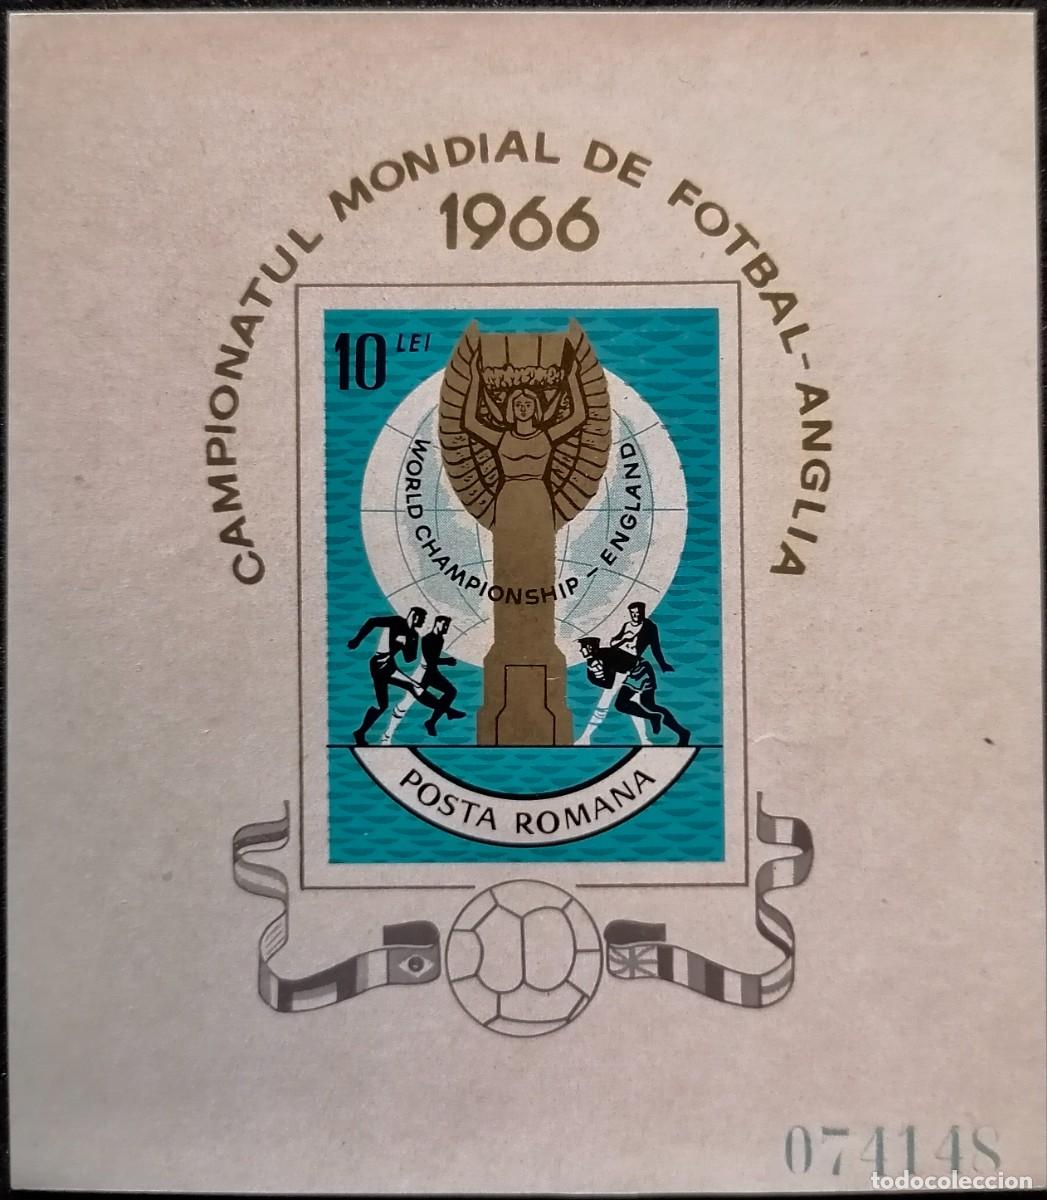 CAMPIONATUL MONDIAL DE FOTBAL-ANGLIA
1966
10 LEI
WORLD CHAMPIONSHIP - ENGLAND
POSTA ROMANA
074148
todocoleccion